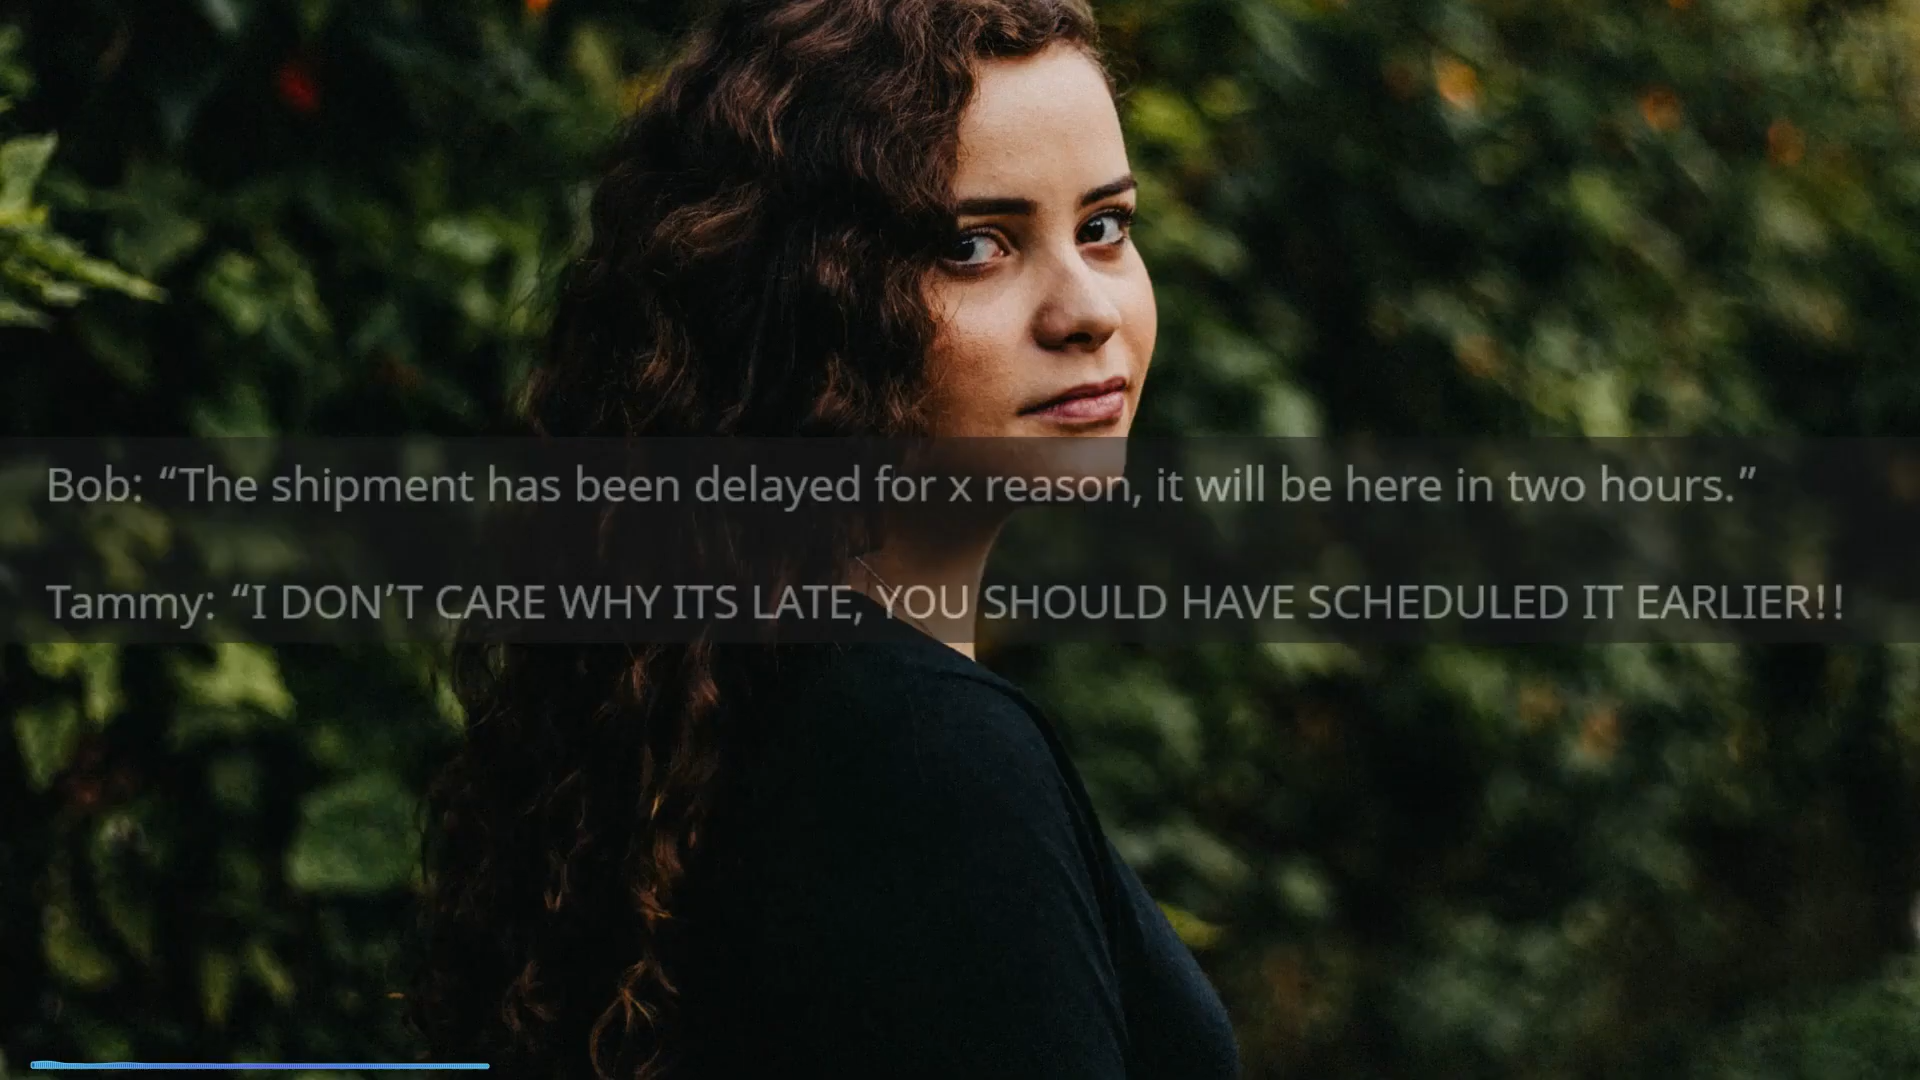 Bob: “The shipment has been delayed for x reason, it will be here in two hours.”
Tammy: “I DON’T CARE WHY ITS LATE, YOU SHOULD HAVE SCHEDULED IT EARLIER!!